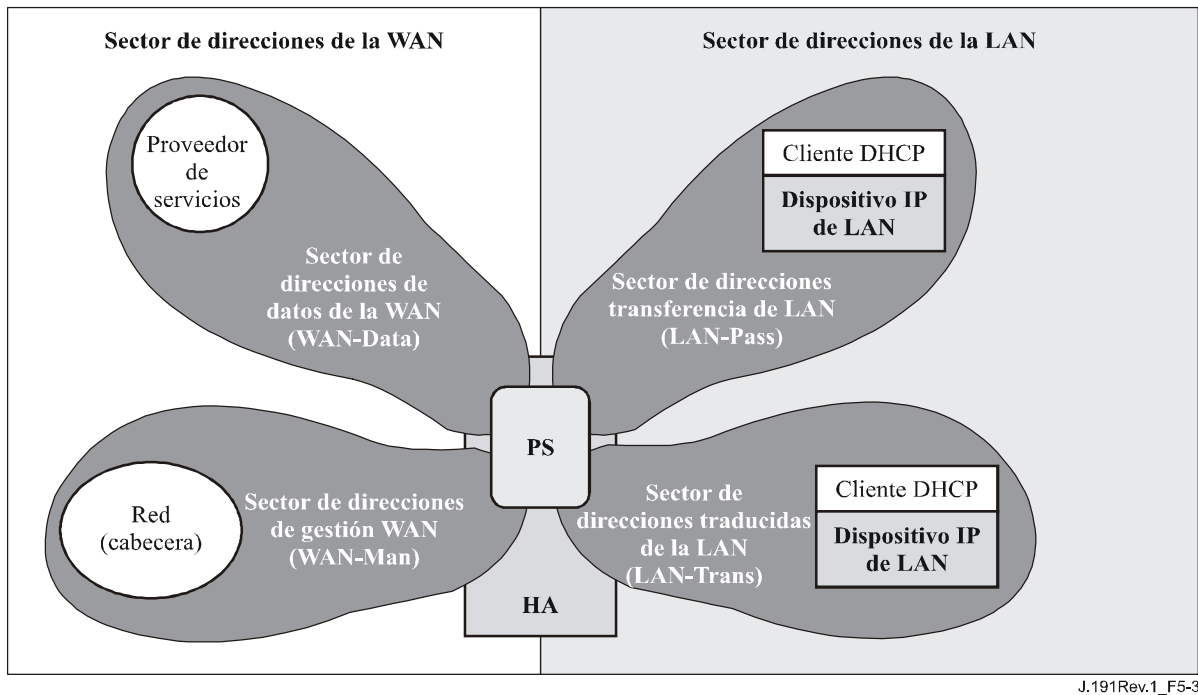 Sector de direcciones de la WAN
Sector de direcciones de la LAN
Proveedor
de
servicios
Cliente DHCP
Dispositivo IP
de LAN
Sector de
direcciones de
datos de la WAN
(WAN-Data)
Sector de direcciones
transferencia de LAN
(LAN-Pass)
PS
Red
(cabecera)
Sector de direcciones
de gestión WAN
(WAN-Man)
Sector de
direcciones traducidas
de la LAN
(LAN-Trans)
Cliente DHCP
Dispositivo IP
de LAN
HA
J.191Rev.1_F5-3